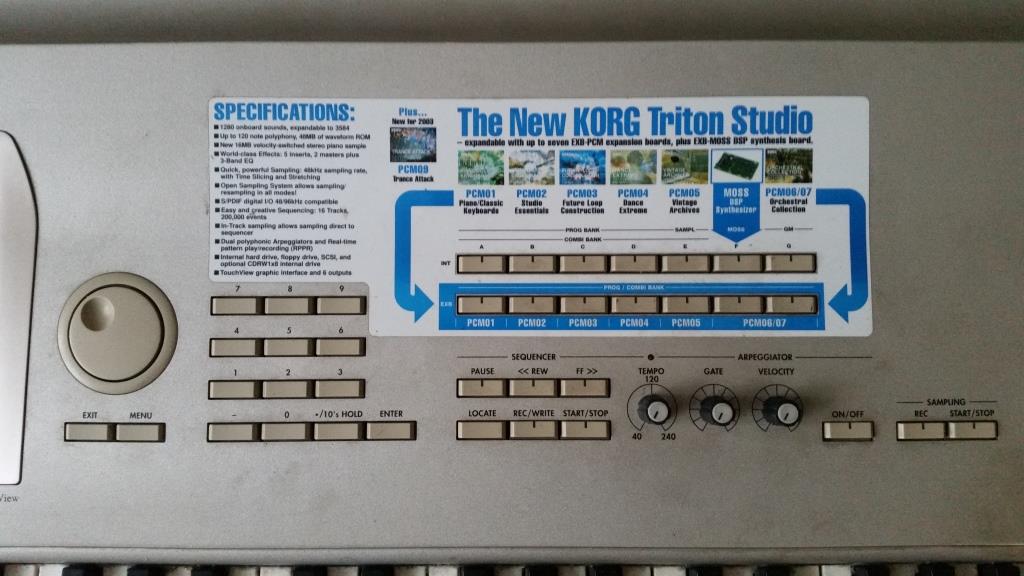 SPECIFICATIONS:
■ 1280 onboard sounds, expandable to 3584
■ Up to 120 note polyphony, 48MB of waveform ROM
■ New 16MB velocity-switched stereo piano sample
■ World-class Effects: 5 inserts, 2 masters plus
3-Band EQ
■ Quick, powerful Sampling: 48kHz sampling rate,
with Time Slicing and Stretching
■ Open Sampling System allows sampling/
resampling in all modes!
■ S/PDIF digital I/O 48/96kHz compatible
■ Easy and creative Sequencing: 16 Tracks,
200,000 events
■ In-Track sampling allows sampling direct to
sequencer
■ Dual polyphonic Arpeggiators and Real-time
pattern play/recording (RPPR)
■ Internal hard drive, floppy drive, SCSI, and
optional CDRW1x8 internal drive
■ TouchView graphic interface and 6 outputs
Plus...
New for 2003
TRANCE ATTACK
PCM09
Trance Attack
The New KORG Triton Studio
– expandable with up to seven EXB-PCM expansion boards, plus EXB-MOSS DSP synthesis board.
PCM01 PCM02 PCM03 PCM04 PCM05 MOSS PCM06/07
Piano/Classic Studio Future Loop Dance Vintage DSP Orchestral
Keyboards Essentials Construction Extreme Archives Synthesizer Collection
PROG BANK SAMPL MOSS GM
COMBI BANK
A B C D E F G
INT
PROG / COMBI BANK
EXB
PCM01 PCM02 PCM03 PCM04 PCM05 PCM06/07
7 8 9
4 5 6
1 2 3
– 0 •/10's HOLD ENTER
EXIT MENU
SEQUENCER
PAUSE << REW FF >>
LOCATE REC/WRITE START/STOP
ARPEGGIATOR
TEMPO GATE VELOCITY
120
40 240
ON/OFF
SAMPLING
REC START/STOP
View